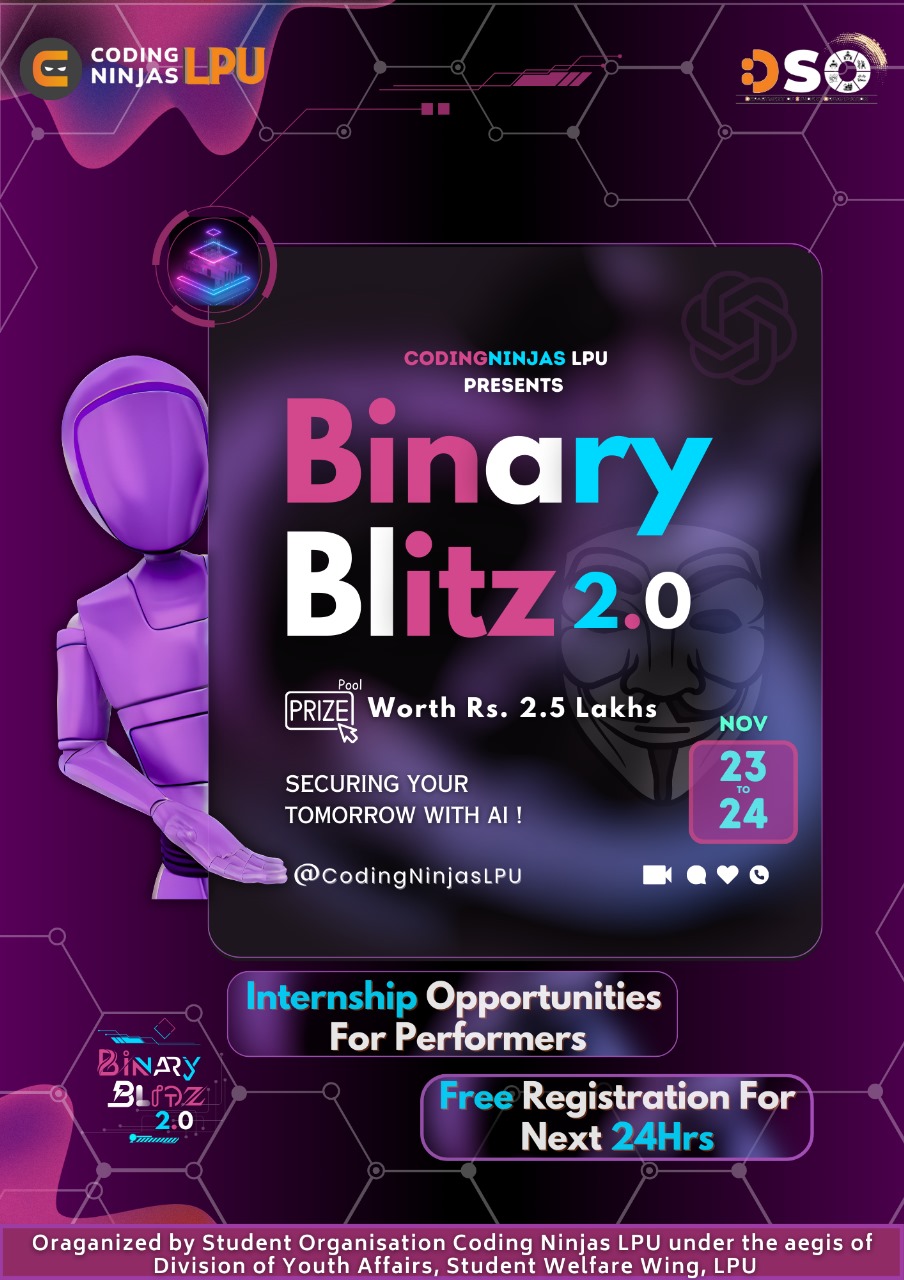 CODING
NINJAS LPU
DSO
CODINGNINJAS LPU
PRESENTS
Binary
Blitz 2.0
Pool
PRIZE Worth Rs. 2.5 Lakhs
NOV
23
TO
24
SECURING YOUR
TOMORROW WITH AI !
@CodingNinjasLPU
Internship Opportunities
For Performers
BINARY
BLITZ
2.0
Free Registration For
Next 24Hrs
Oraganized by Student Organisation Coding Ninjas LPU under the aegis of
Division of Youth Affairs, Student Welfare Wing, LPU